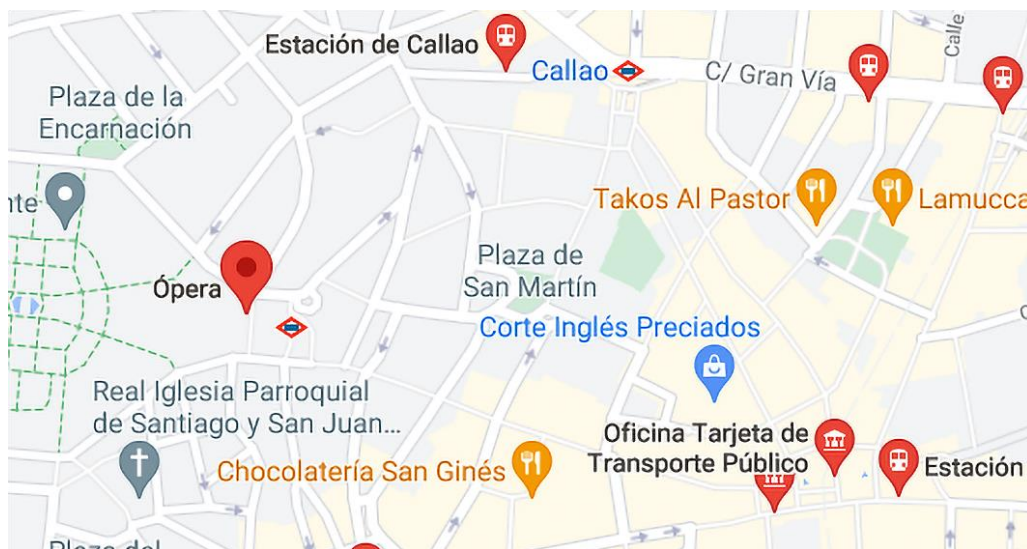 Estación de Callao
Callao
C/ Gran Vía
Calle
Plaza de la
Encarnación
nte
Takos Al Pastor
Lamucca
Ópera
Plaza de
San Martín
Corte Inglés Preciados
Real Iglesia Parroquial
de Santiago y San Juan...
Chocolatería San Ginés
Oficina Tarjeta de
Transporte Público
Estación